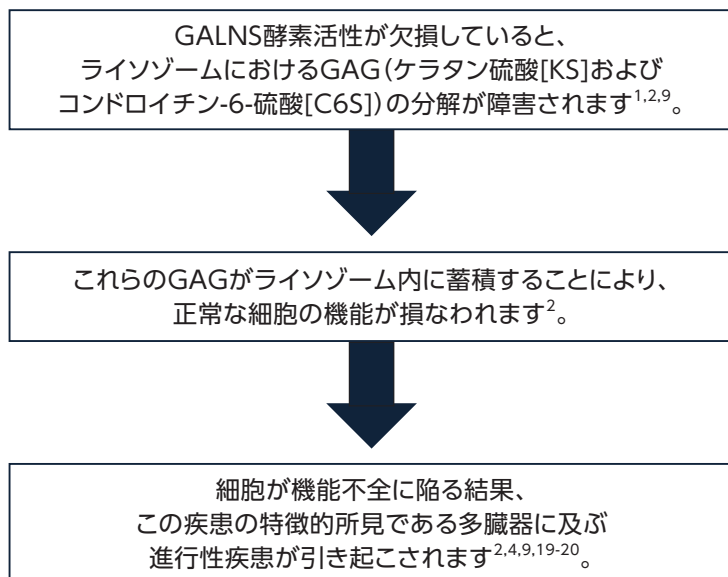 GALNS酵素活性が欠損していると、
ライソゾームにおけるGAG（ケラタン硫酸[KS]および
コンドロイチン-6-硫酸[C6S]）の分解が障害されます1,2,9。
これらのGAGがライソゾーム内に蓄積することにより、
正常な細胞の機能が損なわれます2。
細胞が機能不全に陥る結果、
この疾患の特徴的所見である多臓器に及ぶ
進行性疾患が引き起こされます2,4,9,19-20。